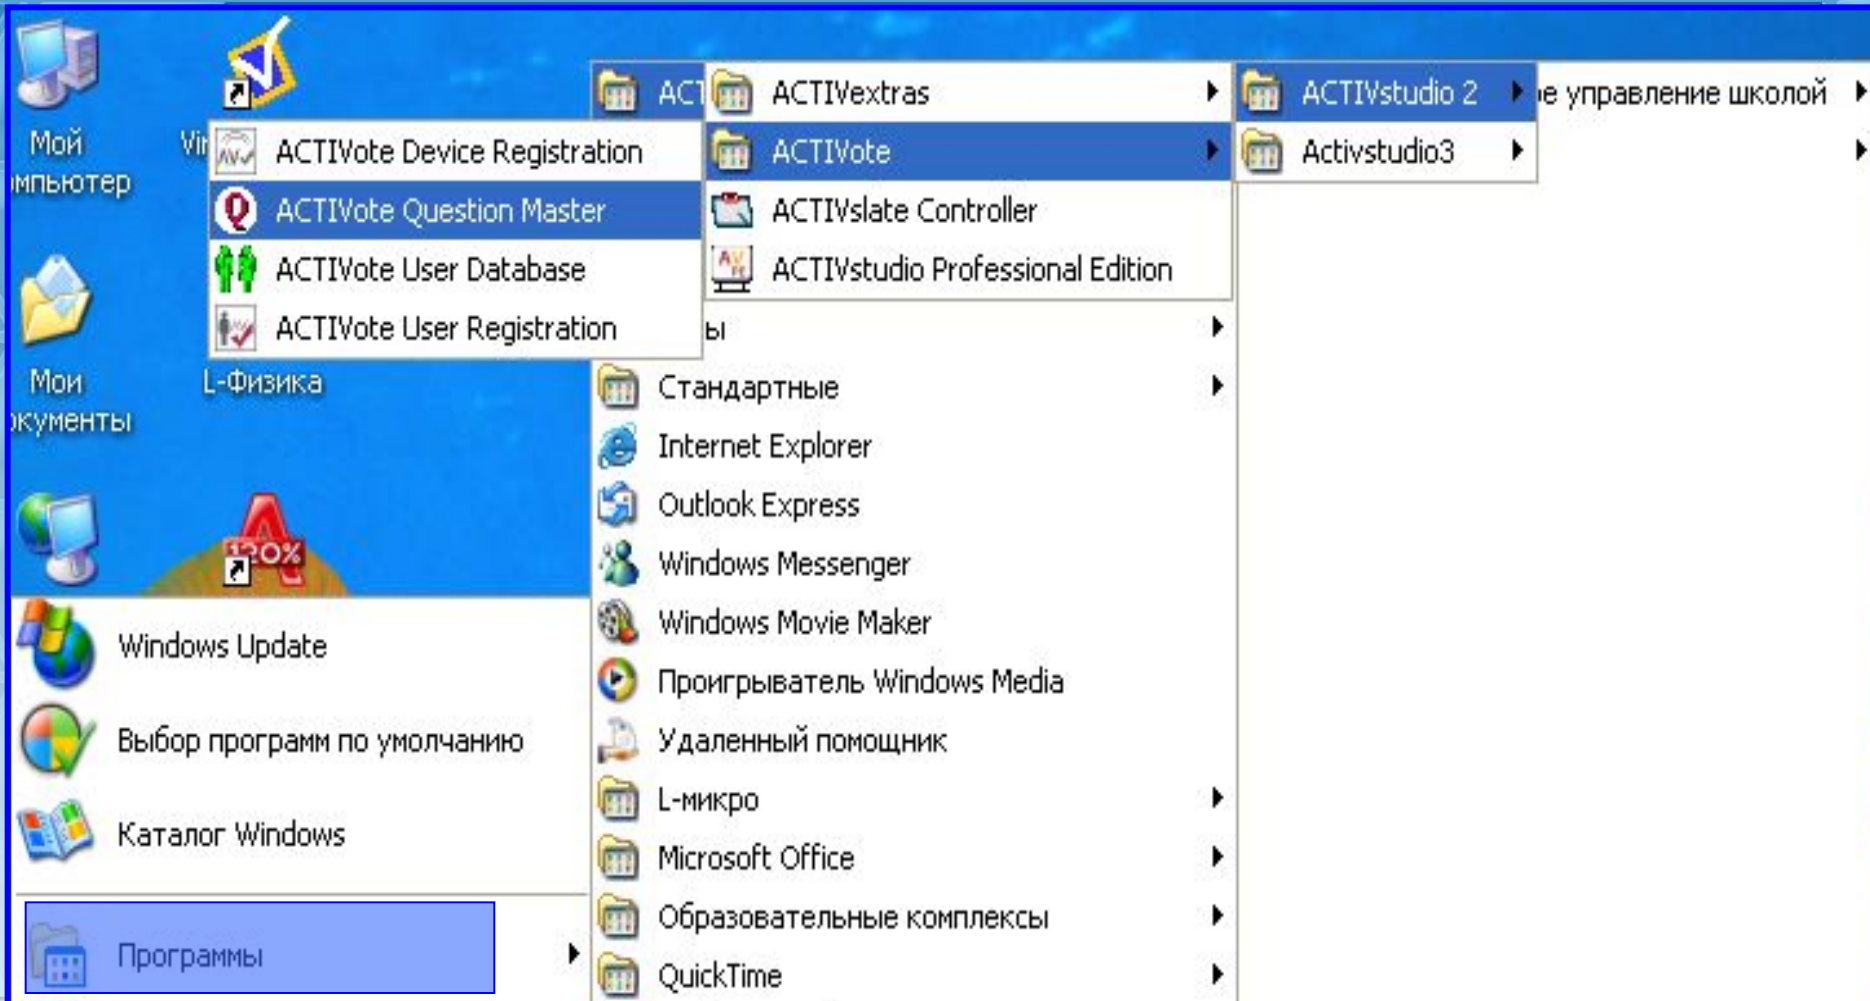 Мой
мпьютер
Vir
Мои
окументы
L-Физика
120%
ACTIVote Device Registration
ACTIVote Question Master
ACTIVote User Database
ACTIVote User Registration
ACT
ACTIVextras
ACTIVote
ACTIVslate Controller
ACTIVstudio Professional Edition
ACTIVstudio 2
Activstudio3
е управление школой
ы
Стандартные
Internet Explorer
Outlook Express
Windows Messenger
Windows Movie Maker
Проигрыватель Windows Media
Удаленный помощник
L-микро
Microsoft Office
Образовательные комплексы
QuickTime
Windows Update
Выбор программ по умолчанию
Каталог Windows
Программы